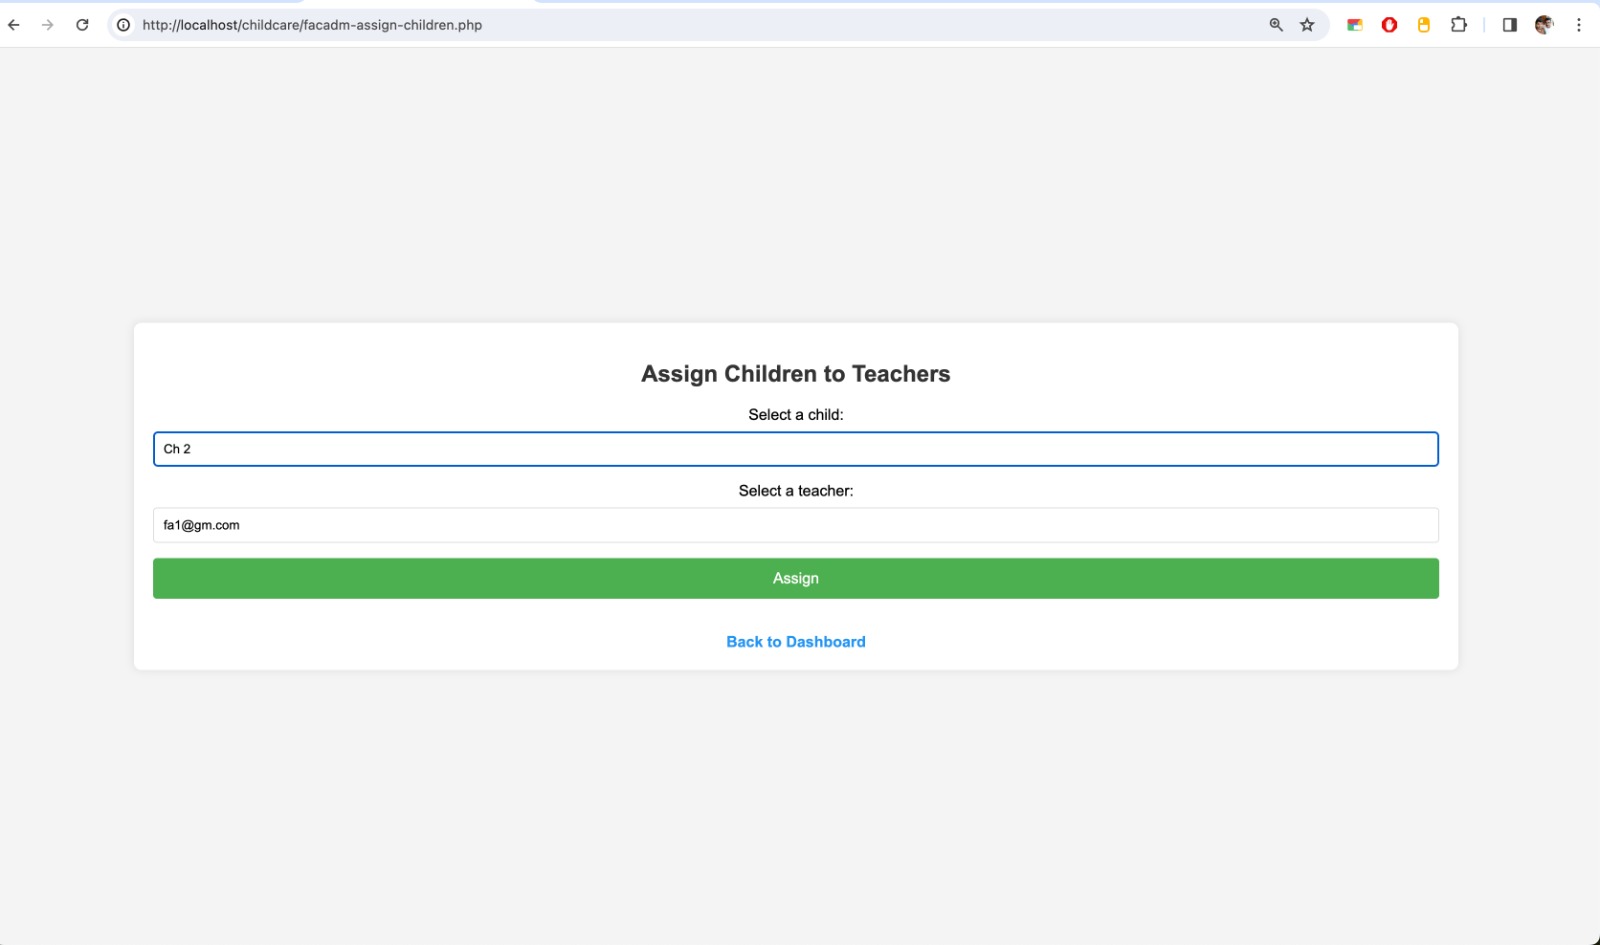 http://localhost/childcare/facadm-assign-children.php
Assign Children to Teachers
Select a child:
Ch 2
Select a teacher:
fa1@gm.com
Assign
Back to Dashboard